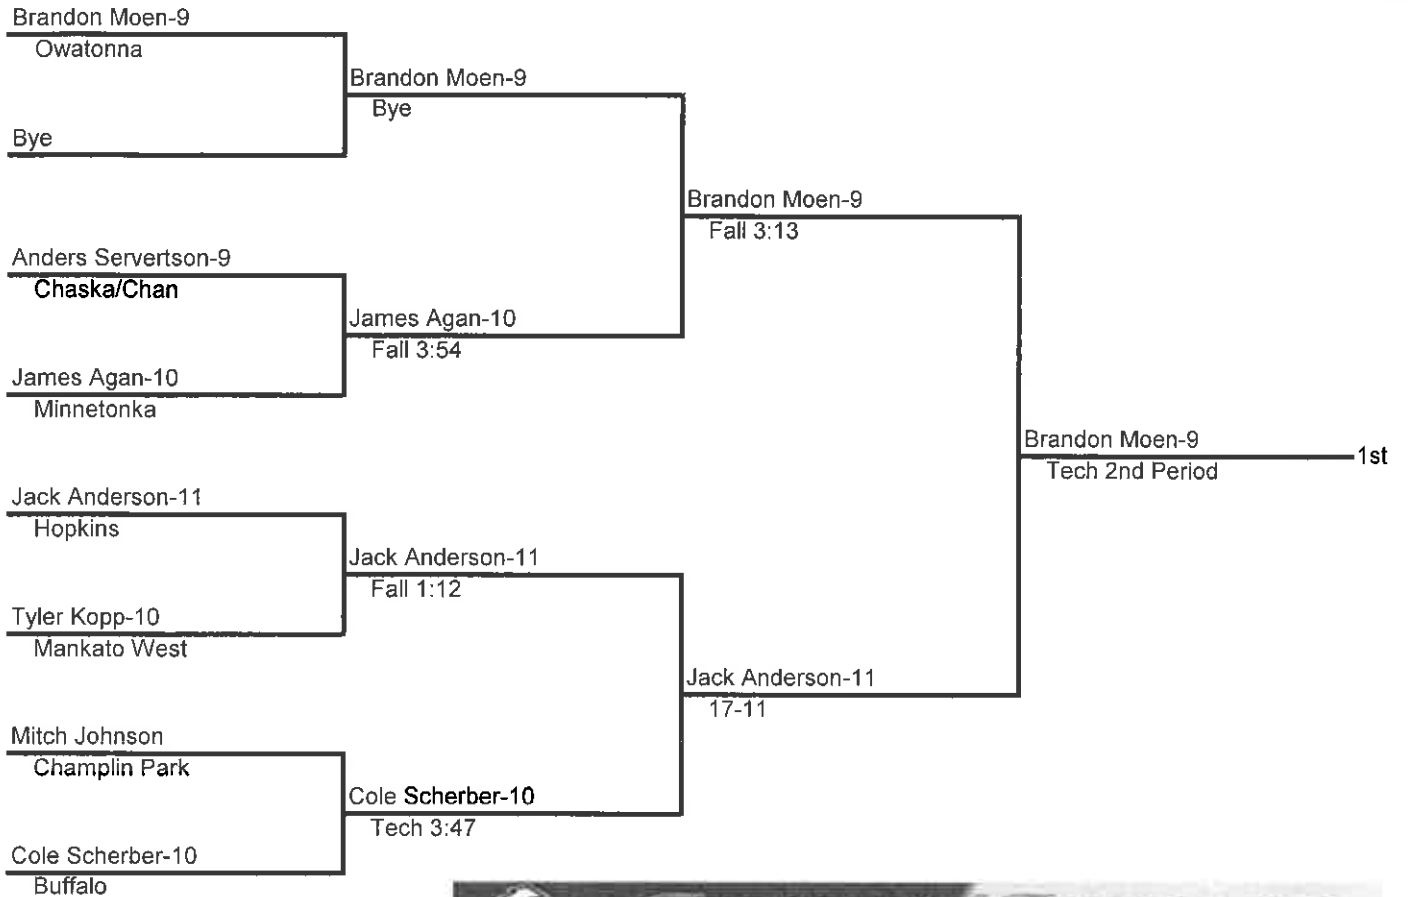 Brandon Moen-9
Owatonna
Brandon Moen-9
Bye
Bye
Brandon Moen-9
Fall 3:13
Anders Servertson-9
Chaska/Chan
James Agan-10
Fall 3:54
James Agan-10
Minnetonka
Brandon Moen-9
1st
Tech 2nd Period
Jack Anderson-11
Hopkins
Jack Anderson-11
Fall 1:12
Tyler Kopp-10
Mankato West
Jack Anderson-11
17-11
Mitch Johnson
Champlin Park
Cole Scherber-10
Tech 3:47
Cole Scherber-10
Buffalo